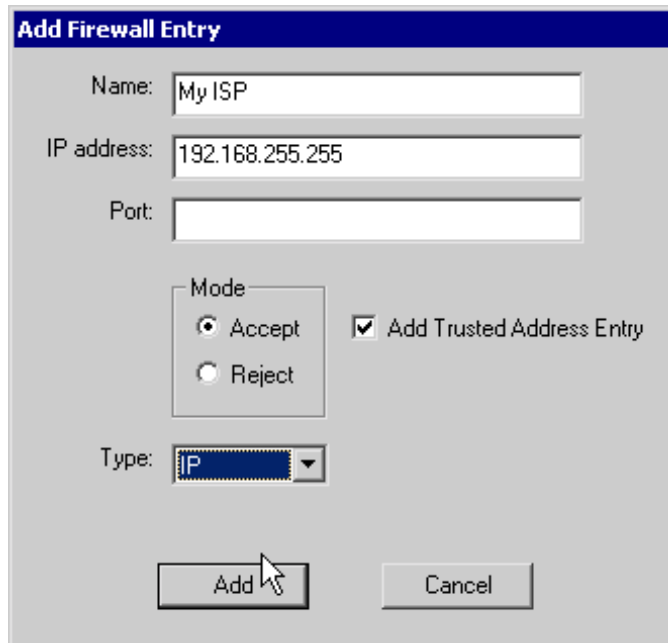 Add Firewall Entry
Name: My ISP
IP address: 192.168.255.255
Port:
Mode
Accept
Add Trusted Address Entry
Reject
Type: IP
Add
Cancel